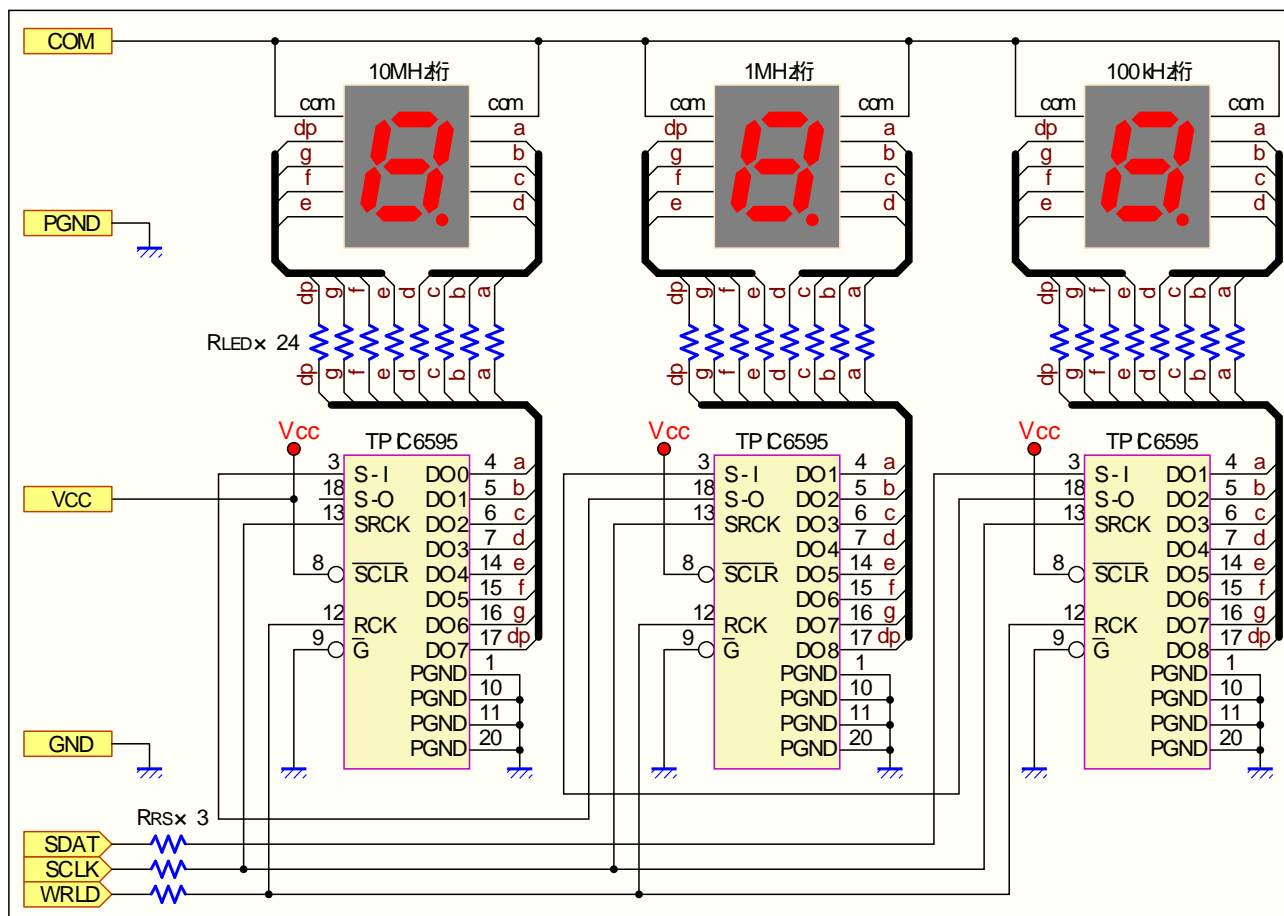 COM
10MHz桁
1MHz桁
100kHz桁
com com
com com
com com
dp a
g b
f c
e d
dp a
g b
f c
e d
dp a
g b
f c
e d
PGND
dp g f e d c b a
dp g f e d c b a
dp g f e d c b a
RLED× 24
dp g f e d c b a
dp g f e d c b a
dp g f e d c b a
Vcc
TPIC6595
3 S-I DO0 4 a
18 S-O DO1 5 b
13 SRCK DO2 6 c
DO3 7 d
8 SCLR DO4 14 e
DO5 15 f
12 RCK DO6 16 g
9 G DO7 17 dp
PGND 1
PGND 10
PGND 11
PGND 20
Vcc
TPIC6595
3 S-I DO1 4 a
18 S-O DO2 5 b
13 SRCK DO3 6 c
DO4 7 d
8 SCLR DO5 14 e
DO6 15 f
12 RCK DO7 16 g
9 G DO8 17 dp
PGND 1
PGND 10
PGND 11
PGND 20
Vcc
TPIC6595
3 S-I DO1 4 a
18 S-O DO2 5 b
13 SRCK DO3 6 c
DO4 7 d
8 SCLR DO5 14 e
DO6 15 f
12 RCK DO7 16 g
9 G DO8 17 dp
PGND 1
PGND 10
PGND 11
PGND 20
VCC
GND
RRS× 3
SDAT
SCLK
WRLD